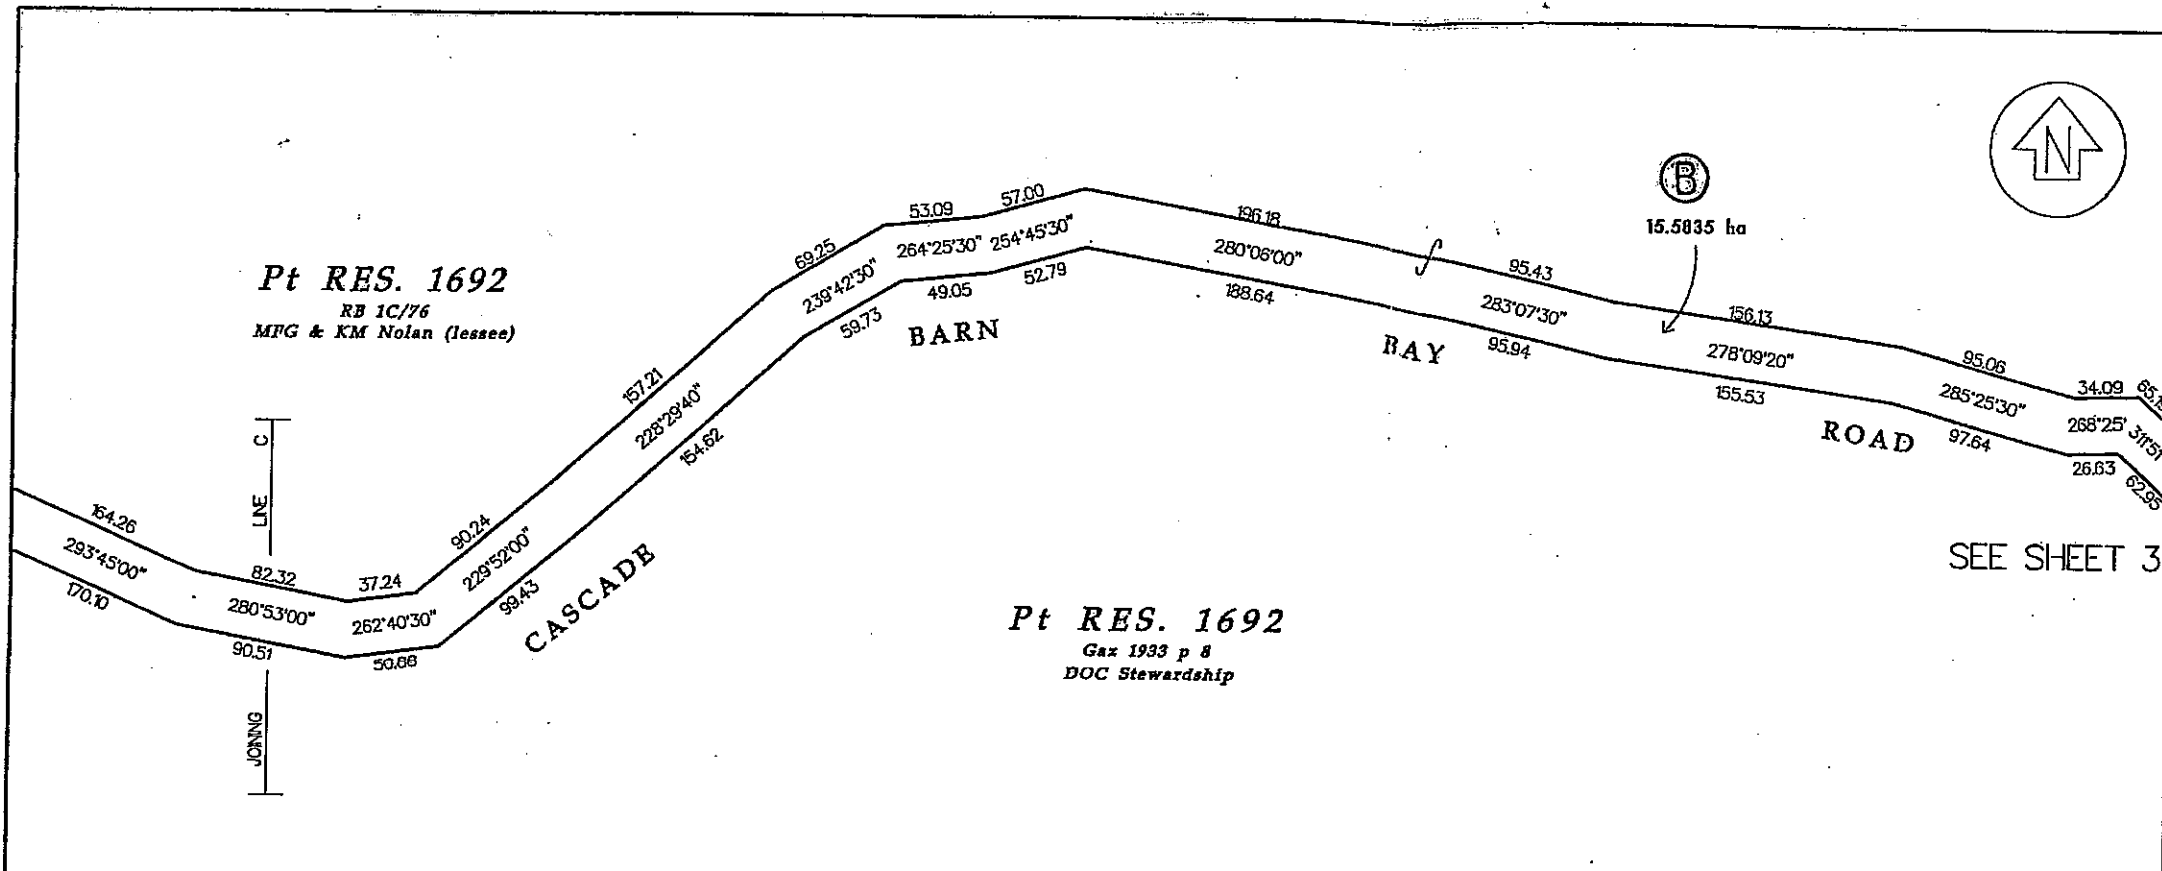 N
B
15.5835 ha
Pt RES. 1692
RB 1C/76
MFG & KM Nolan (lessee)
LINE C
JOINING
164.26
293°45'00"
170.10
82.32
280°53'00"
90.51
37.24
262°40'30"
50.86
90.24
229°52'00"
99.43
157.21
228°29'40"
154.62
69.25
239°42'30"
59.73
53.09
264°25'30"
49.05
57.00
254°45'30"
52.79
196.18
280°06'00"
188.64
95.43
283°07'30"
95.94
156.13
278°09'20"
155.53
95.06
285°25'30"
97.64
34.09
268°25'
26.63
311°51
62.95
CASCADE
BARN
BAY
ROAD
SEE SHEET 3
Pt RES. 1692
Gaz 1933 p 8
DOC Stewardship